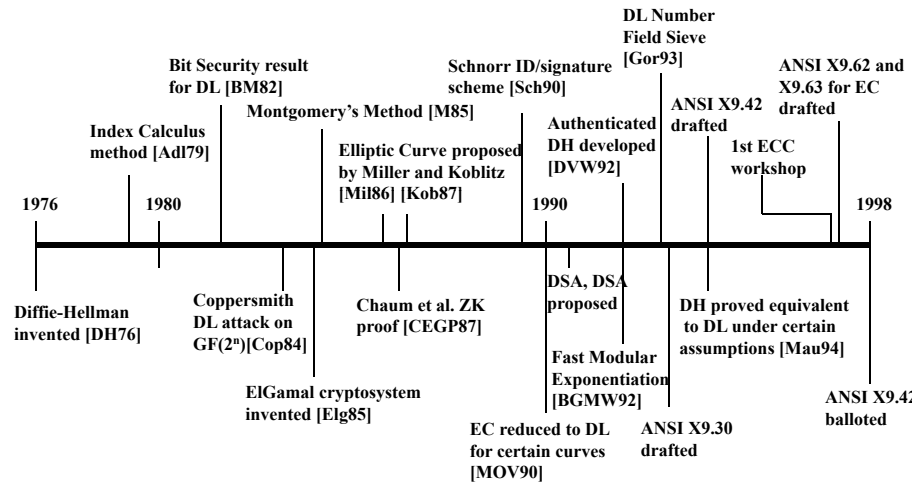 DL Number
Field Sieve
[Gor93]
Bit Security result
for DL [BM82]
Schnorr ID/signature
scheme [Sch90]
ANSI X9.62 and
X9.63 for EC
drafted
Montgomery's Method [M85]
ANSI X9.42
drafted
Index Calculus
method [Adl79]
Elliptic Curve proposed
by Miller and Koblitz
[Mil86] [Kob87]
Authenticated
DH developed
[DVW92]
1st ECC
workshop
1976
1980
1990
1998
Diffie-Hellman
invented [DH76]
Coppersmith
DL attack on
GF(2ⁿ)[Cop84]
Chaum et al. ZK
proof [CEGP87]
DSA, DSA
proposed
DH proved equivalent
to DL under certain
assumptions [Mau94]
Fast Modular
Exponentiation
[BGMW92]
ElGamal cryptosystem
invented [Elg85]
ANSI X9.42
balloted
EC reduced to DL
for certain curves
[MOV90]
ANSI X9.30
drafted